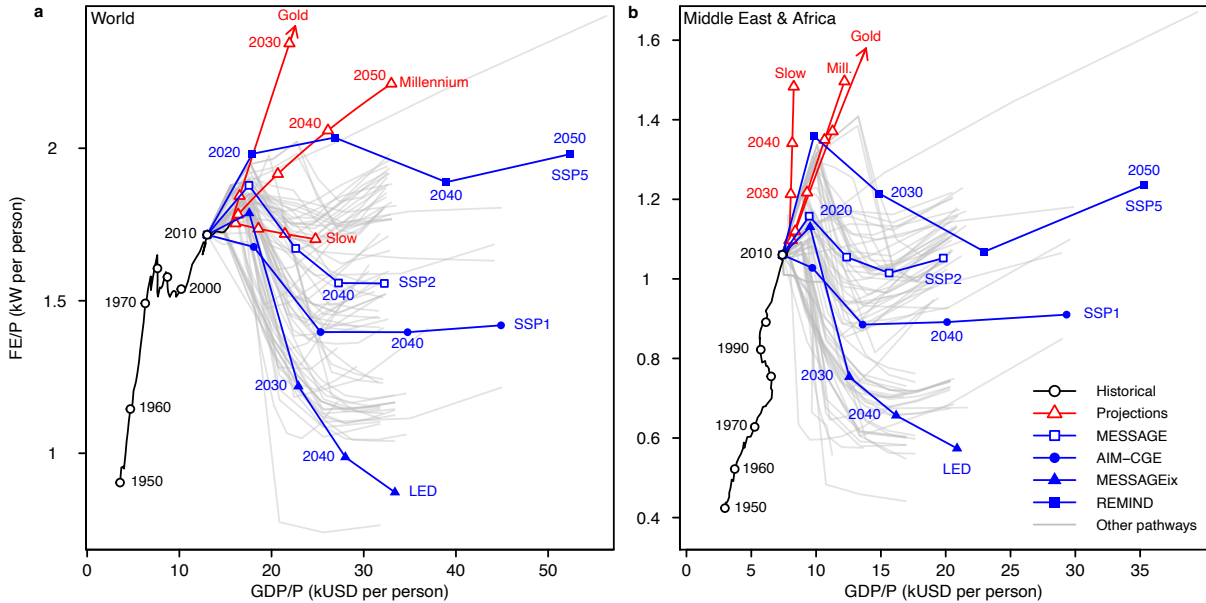 a
World
Gold
2030
2050
Millennium
2040
2020
2050
SSP5
2040
2010
Slow
SSP2
2040
1970
2000
SSP1
2040
2030
1960
2040
LED
1950
2
1.5
1
FE/P (kW per person)
0
10
20
30
40
50
GDP/P (kUSD per person)
b
Middle East & Africa
Gold
Mill.
Slow
2040
2030
2030
2050
SSP5
2020
2010
SSP2
1990
2040
SSP1
2030
2040
1970
1960
LED
1950
1.6
1.4
1.2
1
0.8
0.6
0.4
0
5
10
15
20
25
30
35
GDP/P (kUSD per person)
Historical
Projections
MESSAGE
AIM−CGE
MESSAGEix
REMIND
Other pathways